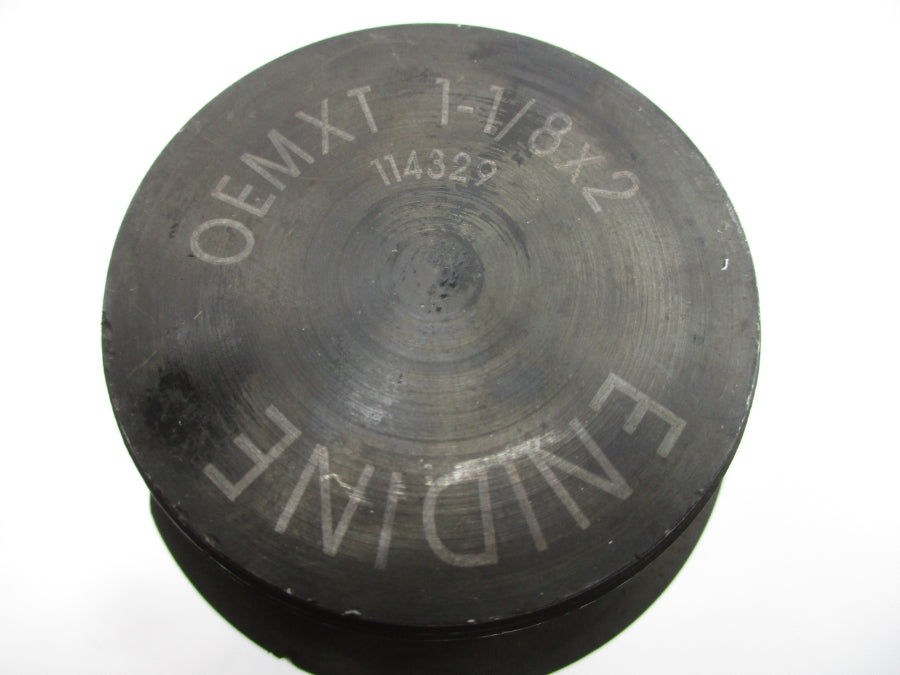 OEMXT 1-1/8X2
114329
ENIDINE